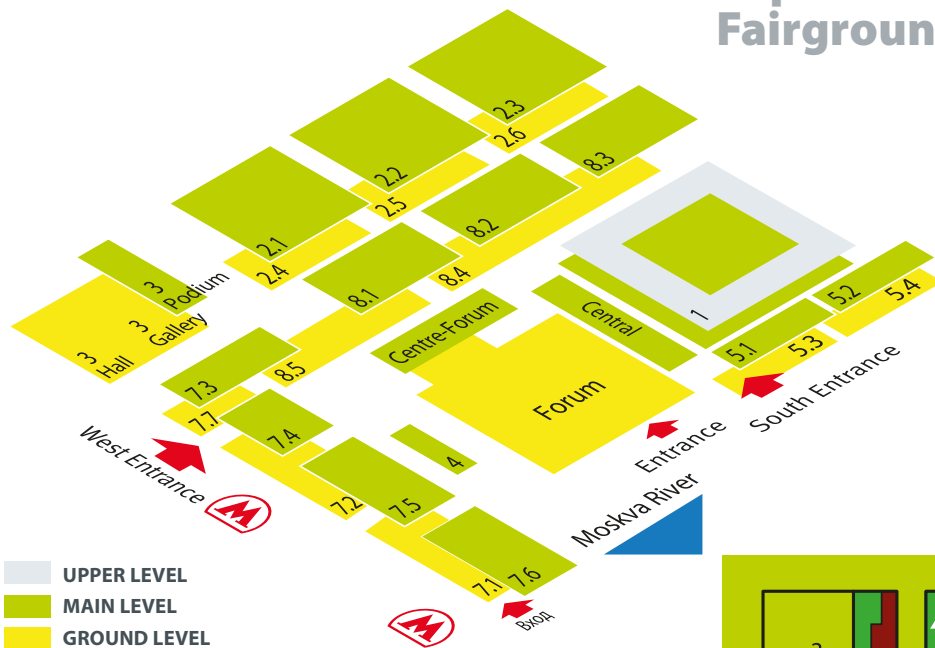 Fairgroun
2.3
2.6
8.3
2.2
2.5
8.2
2.1
2.4
8.4
8.1
3
Podium
3
Gallery
3
Hall
8.5
7.3
7.7
7.4
West Entrance
M
7.2
7.5
4
7.1
7.6
Вход
M
Centre-Forum
Central
Forum
1
5.2
5.4
5.1
5.3
South Entrance
Entrance
Moskva River
UPPER LEVEL
MAIN LEVEL
GROUND LEVEL